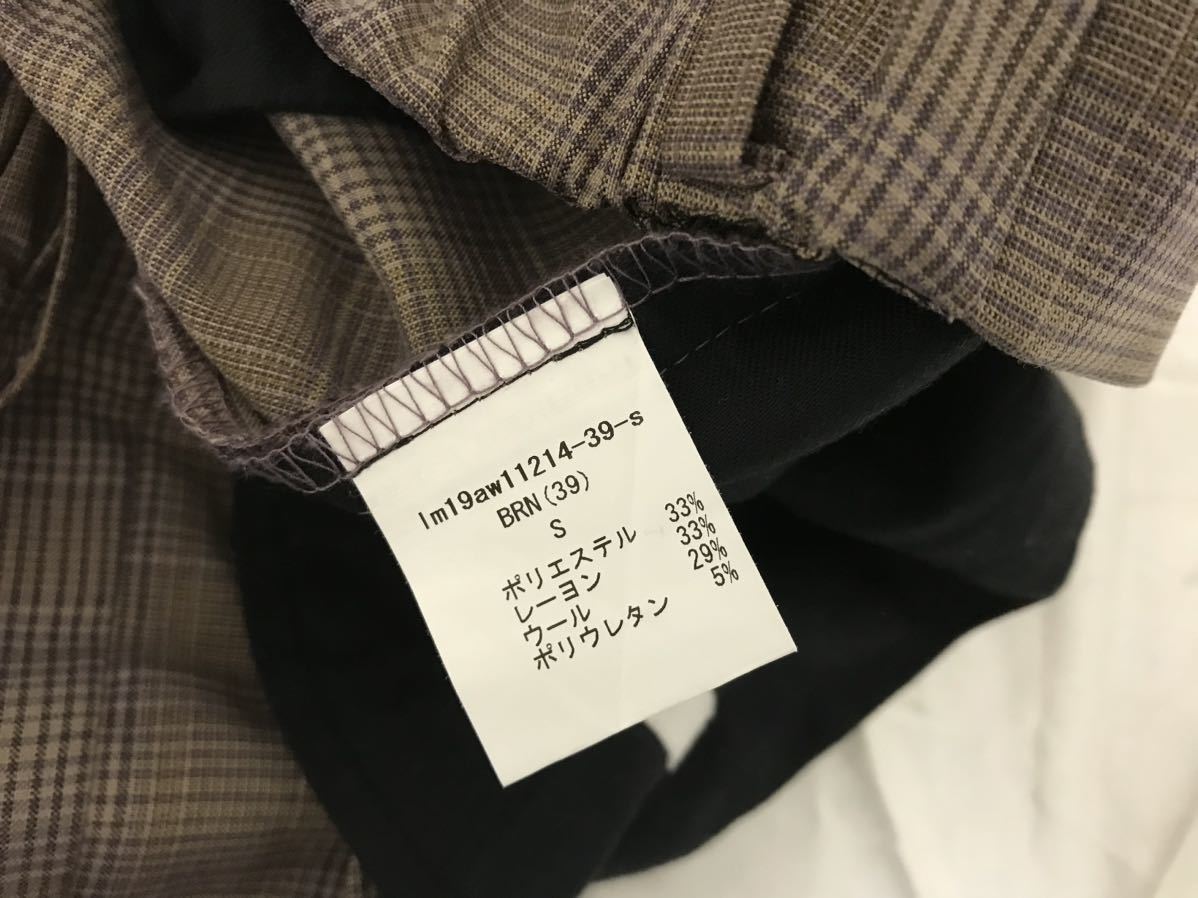 lm19aw11214-39-s
BRN(39)
S
ポリエステル 33%
レーヨン 33%
ウール 29%
ポリウレタン 5%